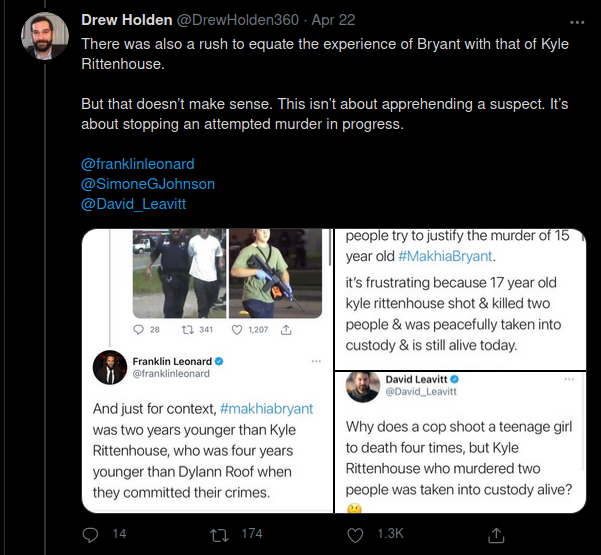 Drew Holden @DrewHolden360 · Apr 22
There was also a rush to equate the experience of Bryant with that of Kyle
Rittenhouse.
But that doesn’t make sense. This isn’t about apprehending a suspect. It’s
about stopping an attempted murder in progress.
@franklinleonard
@SimoneGJohnson
@David_Leavitt
28 341 1,207
Franklin Leonard
@franklinleonard
And just for context, #makhiabryant
was two years younger than Kyle
Rittenhouse, who was four years
younger than Dylann Roof when
they committed their crimes.
people try to justify the murder of 15
year old #MakhiaBryant.
it’s frustrating because 17 year old
kyle rittenhouse shot & killed two
people & was peacefully taken into
custody & is still alive today.
David Leavitt
@David_Leavitt
Why does a cop shoot a teenage girl
to death four times, but Kyle
Rittenhouse who murdered two
people was taken into custody alive?
14 174 1.3K